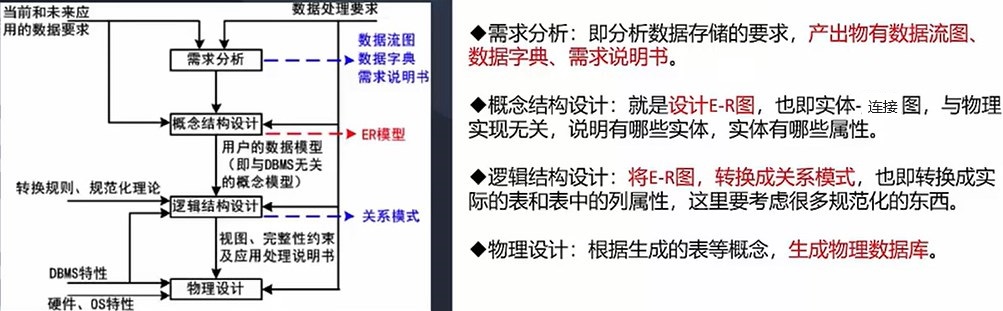 当前和未来应
用的数据要求
数据处理要求
需求分析
数据流图
数据字典
需求说明书
概念结构设计
ER模型
用户的数据模型
(即与DBMS无关
的概念模型)
转换规则、规范化理论
逻辑结构设计
关系模式
视图、完整性约束
及应用处理说明书
DBMS特性
物理设计
硬件、OS特性
◆需求分析：即分析数据存储的要求，产出物有数据流图、
数据字典、需求说明书。
◆概念结构设计：就是设计E-R图，也即实体- 连接 图，与物理
实现无关，说明有哪些实体，实体有哪些属性。
◆逻辑结构设计：将E-R图，转换成关系模式，也即转换成实
际的表和表中的列属性，这里要考虑很多规范化的东西。
◆物理设计：根据生成的表等概念，生成物理数据库。